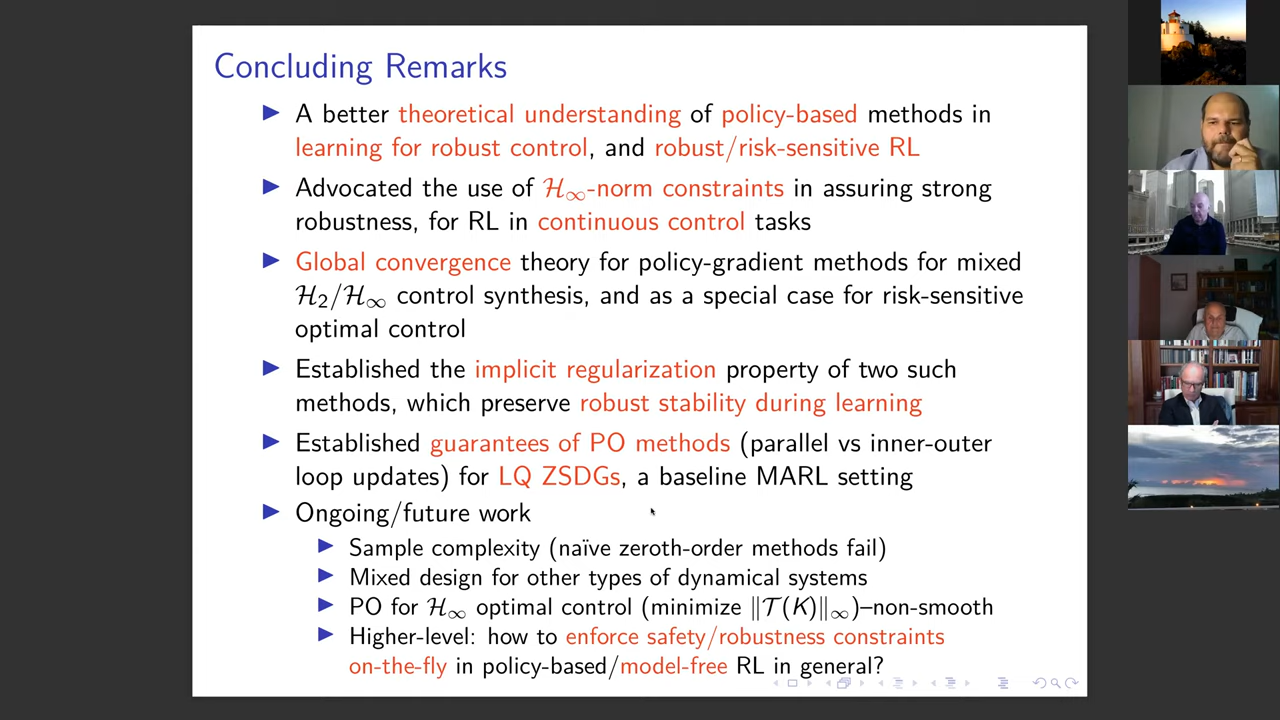 Concluding Remarks
A better theoretical understanding of policy-based methods in
learning for robust control, and robust/risk-sensitive RL
Advocated the use of ℋ∞-norm constraints in assuring strong
robustness, for RL in continuous control tasks
Global convergence theory for policy-gradient methods for mixed
ℋ₂/ℋ∞ control synthesis, and as a special case for risk-sensitive
optimal control
Established the implicit regularization property of two such
methods, which preserve robust stability during learning
Established guarantees of PO methods (parallel vs inner-outer
loop updates) for LQ ZSDGs, a baseline MARL setting
Ongoing/future work
Sample complexity (naïve zeroth-order methods fail)
Mixed design for other types of dynamical systems
PO for ℋ∞ optimal control (minimize ‖𝒯(K)‖∞)–non-smooth
Higher-level: how to enforce safety/robustness constraints
on-the-fly in policy-based/model-free RL in general?